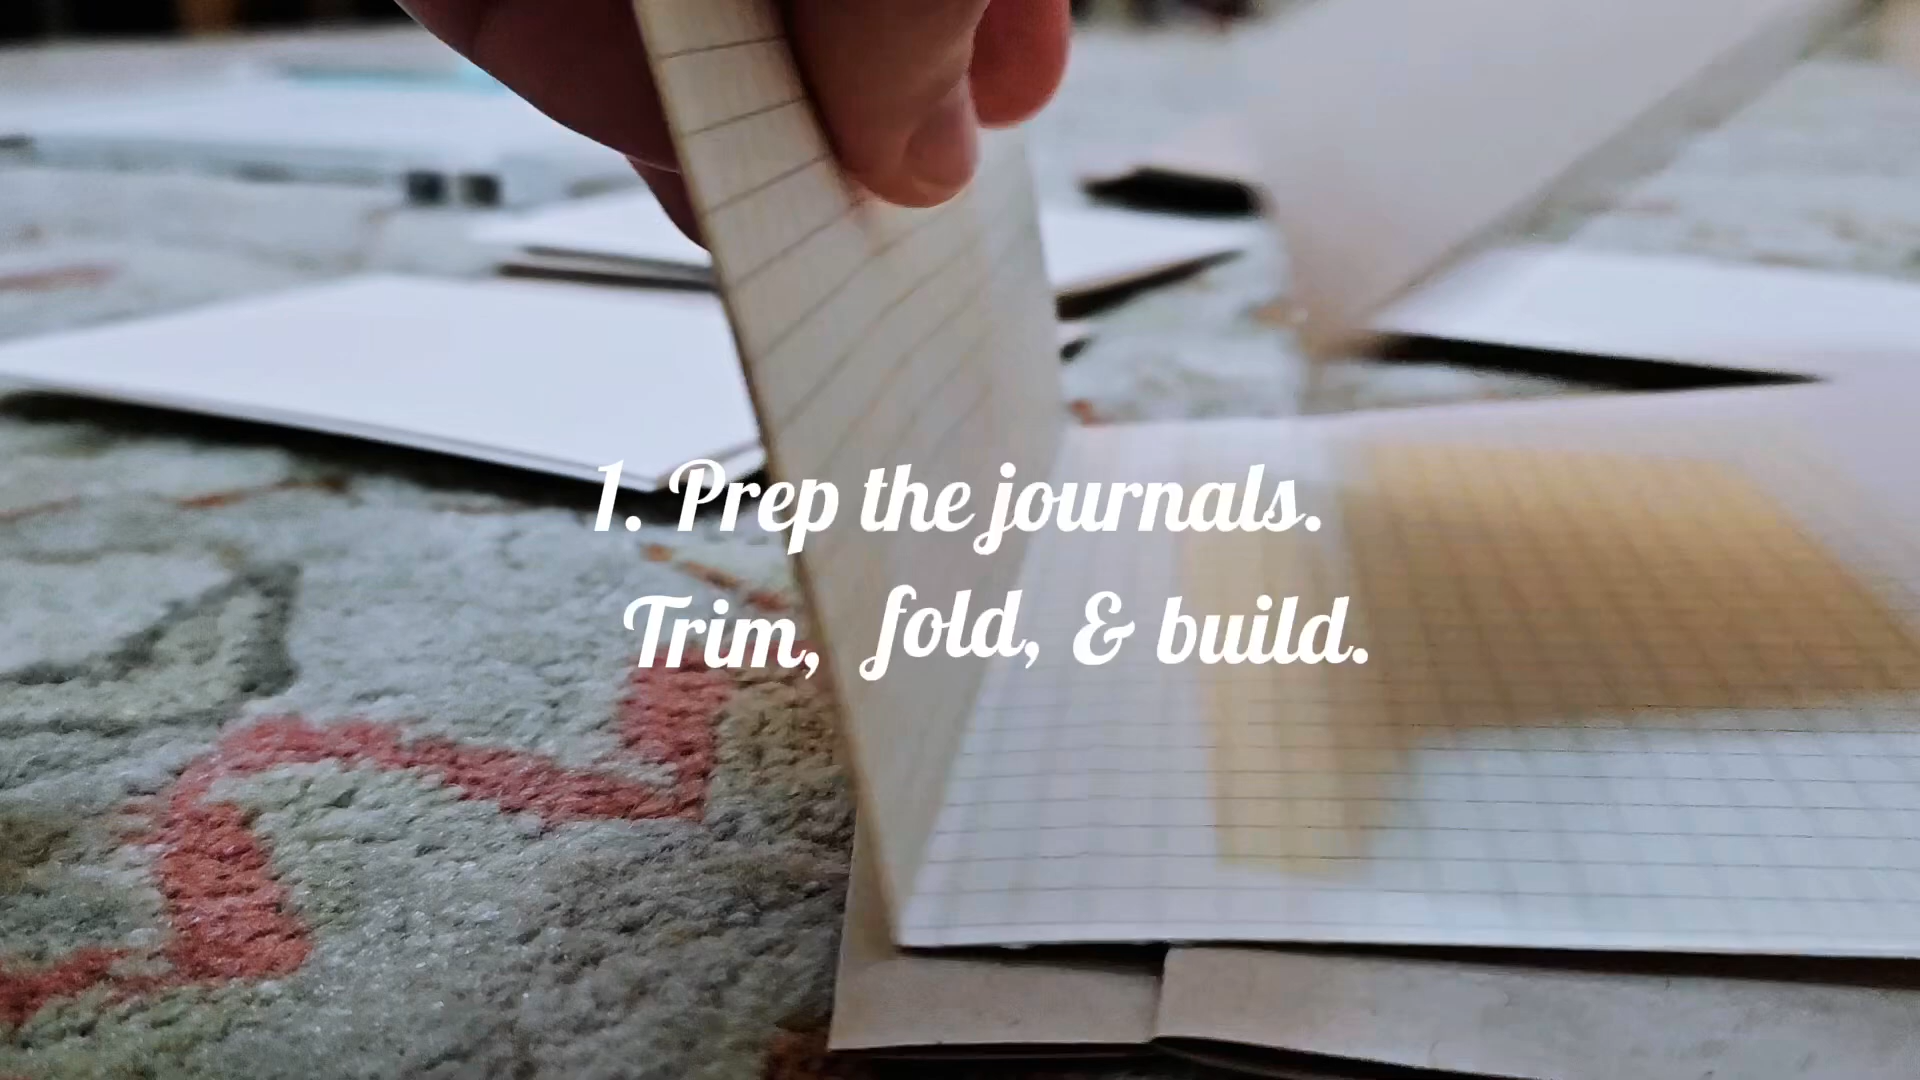 1. Prep the journals.
Trim, fold, & build.